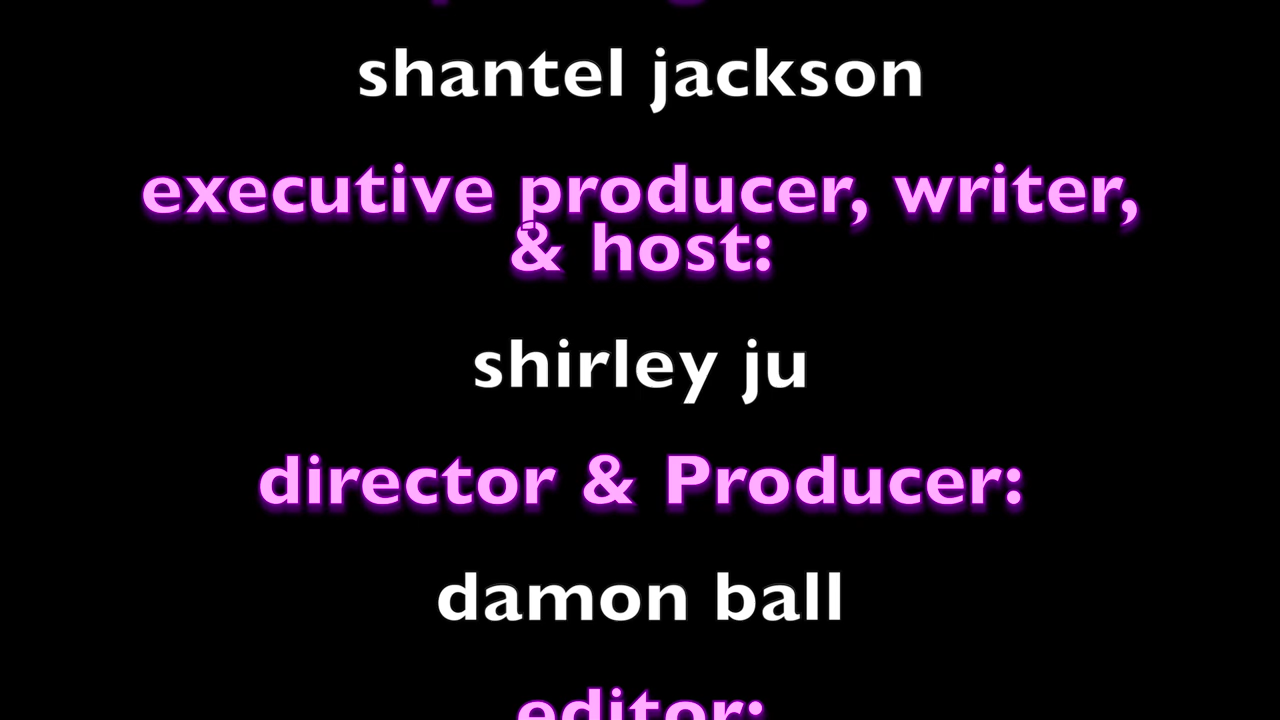 shantel jackson
executive producer, writer,
& host:
shirley ju
director & Producer:
damon ball
editor: